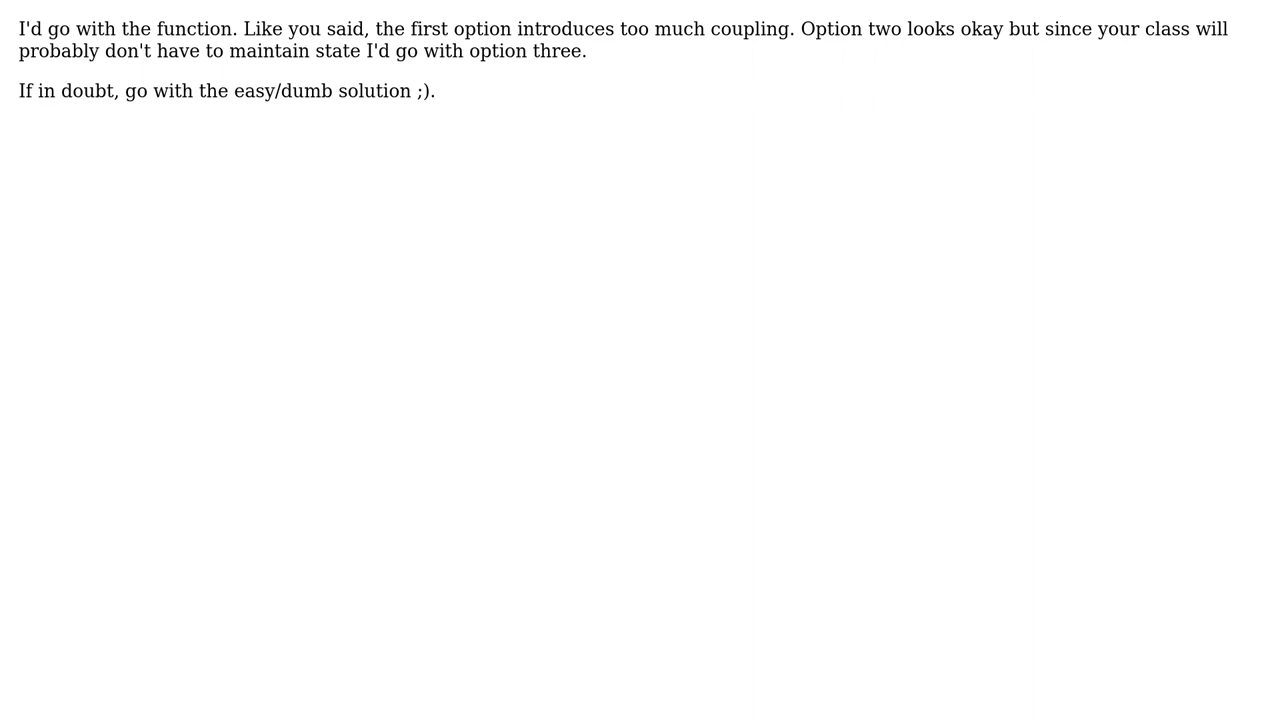 I'd go with the function. Like you said, the first option introduces too much coupling. Option two looks okay but since your class will
probably don't have to maintain state I'd go with option three.
If in doubt, go with the easy/dumb solution ;).